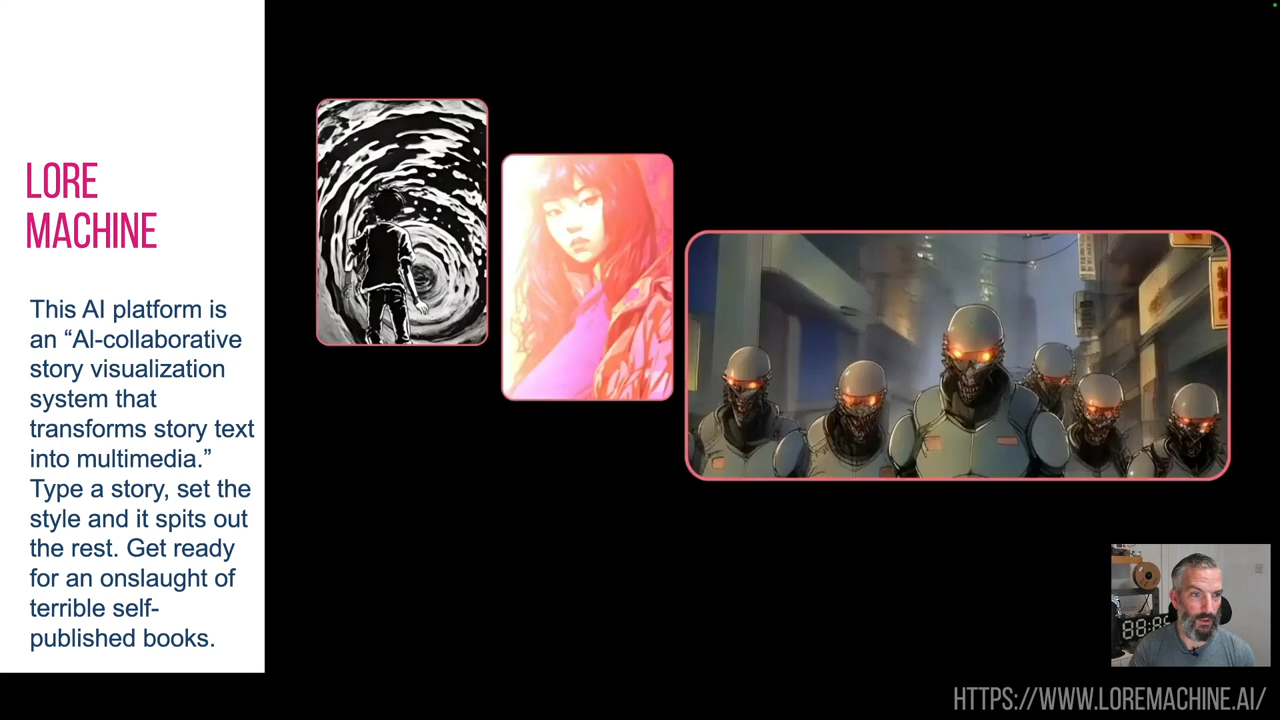 LORE
MACHINE
This AI platform is
an “AI-collaborative
story visualization
system that
transforms story text
into multimedia.”
Type a story, set the
style and it spits out
the rest. Get ready
for an onslaught of
terrible self-
published books.
HTTPS://WWW.LOREMACHINE.AI/